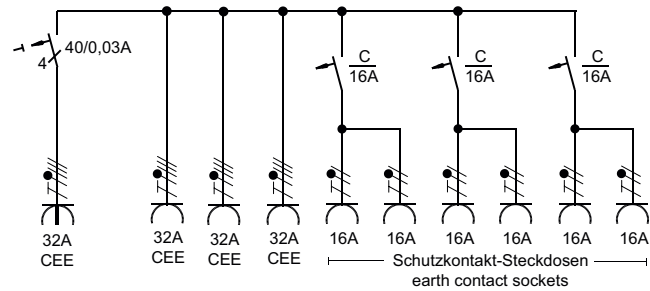 40/0,03A
4
C
16A
C
16A
C
16A
32A
CEE
32A
CEE
32A
CEE
32A
CEE
16A
16A
16A
16A
16A
16A
Schutzkontakt-Steckdosen
earth contact sockets